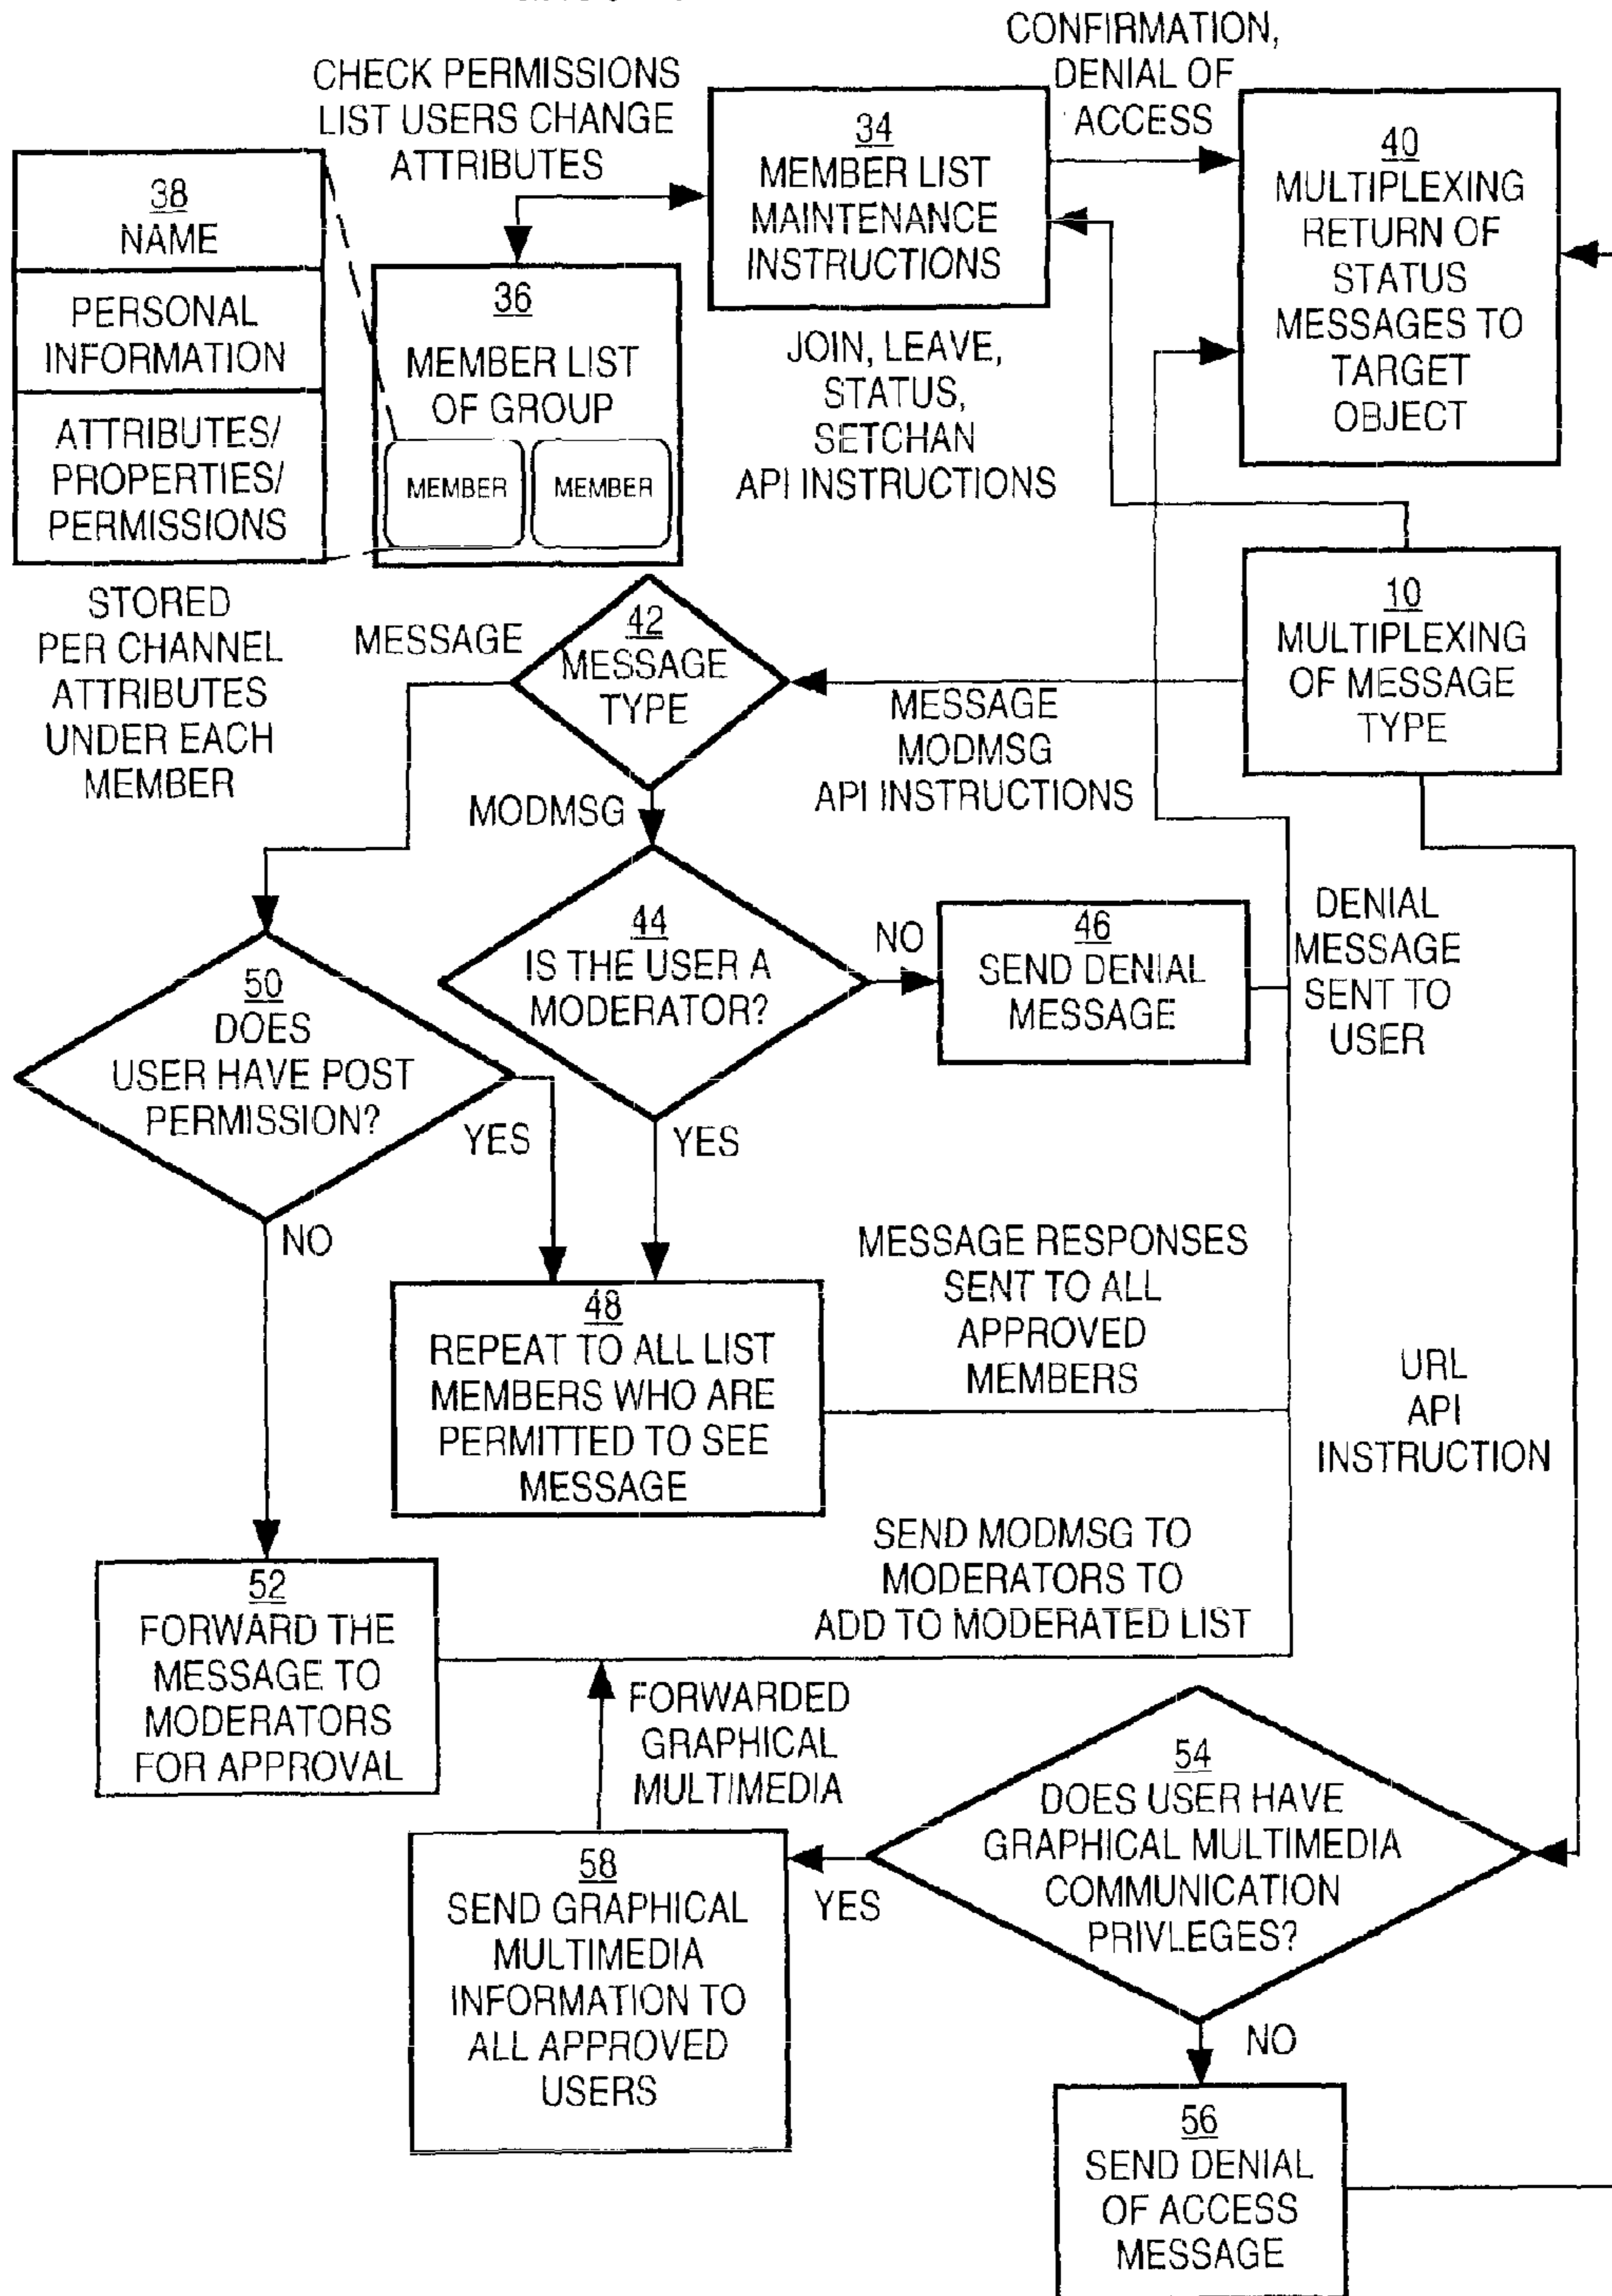 CONFIRMATION,
DENIAL OF
ACCESS
CHECK PERMISSIONS
LIST USERS CHANGE
ATTRIBUTES
38
NAME
PERSONAL
INFORMATION
ATTRIBUTES/
PROPERTIES/
PERMISSIONS
STORED
PER CHANNEL
ATTRIBUTES
UNDER EACH
MEMBER
36
MEMBER LIST
OF GROUP
MEMBER
MEMBER
34
MEMBER LIST
MAINTENANCE
INSTRUCTIONS
JOIN, LEAVE,
STATUS,
SETCHAN
API INSTRUCTIONS
40
MULTIPLEXING
RETURN OF
STATUS
MESSAGES TO
TARGET
OBJECT
10
MULTIPLEXING
OF MESSAGE
TYPE
MESSAGE
42
MESSAGE
TYPE
MESSAGE
MODMSG
API INSTRUCTIONS
MODMSG
44
IS THE USER A
MODERATOR?
NO
46
SEND DENIAL
MESSAGE
DENIAL
MESSAGE
SENT TO
USER
50
DOES
USER HAVE POST
PERMISSION?
YES
YES
NO
48
REPEAT TO ALL LIST
MEMBERS WHO ARE
PERMITTED TO SEE
MESSAGE
MESSAGE RESPONSES
SENT TO ALL
APPROVED
MEMBERS
URL
API
INSTRUCTION
52
FORWARD THE
MESSAGE TO
MODERATORS
FOR APPROVAL
SEND MODMSG TO
MODERATORS TO
ADD TO MODERATED LIST
FORWARDED
GRAPHICAL
MULTIMEDIA
54
DOES USER HAVE
GRAPHICAL MULTIMEDIA
COMMUNICATION
PRIVLEGES?
YES
58
SEND GRAPHICAL
MULTIMEDIA
INFORMATION TO
ALL APPROVED
USERS
NO
56
SEND DENIAL
OF ACCESS
MESSAGE